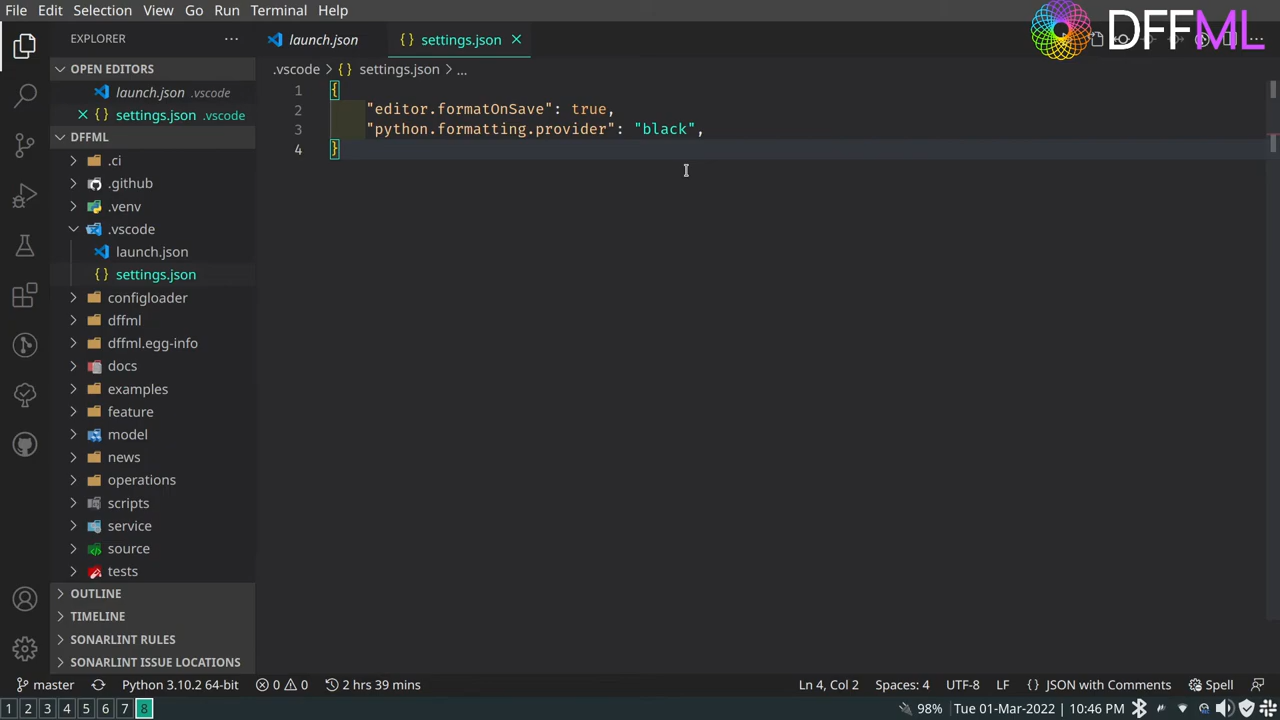 File Edit Selection View Go Run Terminal Help
DFFML
EXPLORER
launch.json
{ } settings.json
OPEN EDITORS
launch.json .vscode
{ } settings.json .vscode
DFFML
.ci
.github
.venv
.vscode
launch.json
{ } settings.json
configloader
dffml
dffml.egg-info
docs
examples
feature
model
news
operations
scripts
service
source
tests
OUTLINE
TIMELINE
SONARLINT RULES
SONARLINT ISSUE LOCATIONS
.vscode > { } settings.json > ...
1 {
2 "editor.formatOnSave": true,
3 "python.formatting.provider": "black",
4 }
master Python 3.10.2 64-bit 0 0 2 hrs 39 mins Ln 4, Col 2 Spaces: 4 UTF-8 LF { } JSON with Comments Spell
1 2 3 4 5 6 7 8 98% Tue 01-Mar-2022 10:46 PM